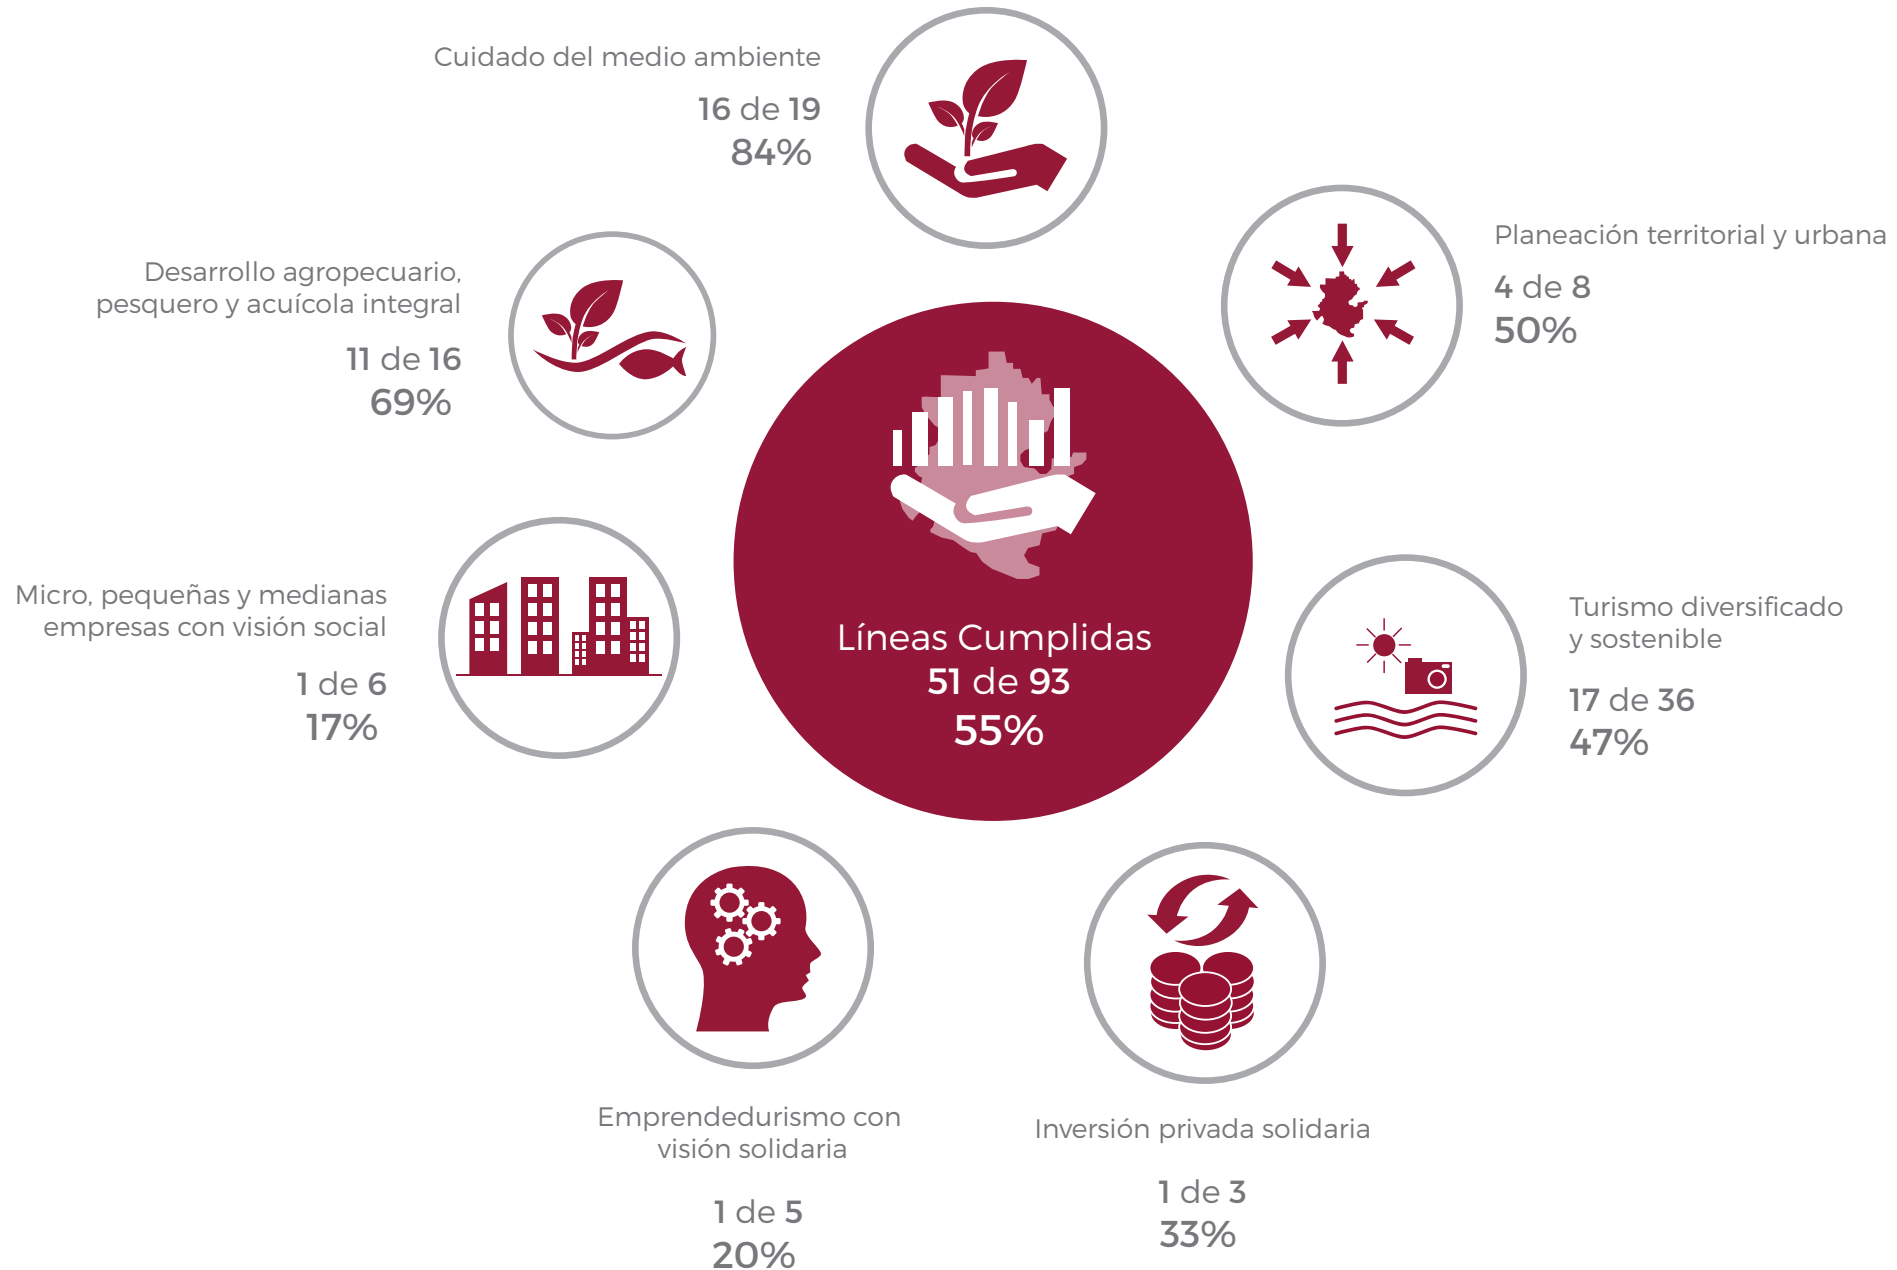 Cuidado del medio ambiente
16 de 19
84%
Planeación territorial y urbana
4 de 8
50%
Desarrollo agropecuario,
pesquero y acuícola integral
11 de 16
69%
Micro, pequeñas y medianas
empresas con visión social
1 de 6
17%
Líneas Cumplidas
51 de 93
55%
Turismo diversificado
y sostenible
17 de 36
47%
Emprendedurismo con
visión solidaria
1 de 5
20%
Inversión privada solidaria
1 de 3
33%